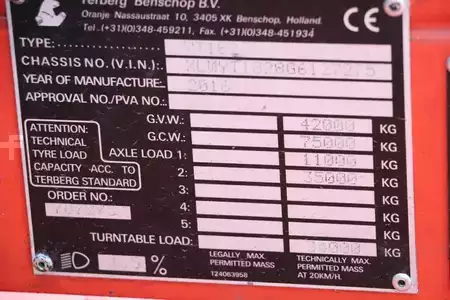 Terberg Benschop B.V.
Oranje Nassaustraat 10, 3405 XK Benschop, Holland.
Tel.(+31)(0)348-459211, Fax.(+31)(0)348-451934
TYPE:
CHASSIS NO.(V.I.N.):
YEAR OF MANUFACTURE: 2016
APPROVAL NO./PVA NO.
ATTENTION:
TECHNICAL
TYRE LOAD
CAPACITY ACC. TO
TERBERG STANDARD
ORDER NO.:
G.V.W.: 42000 KG
G.C.W.: 75000 KG
AXLE LOAD 1: 11000 KG
2: 35000 KG
3: KG
4: KG
5: KG
TURNTABLE LOAD: KG
%
LEGALLY MAX.
PERMITTED MASS
124063958
TECHNICALLY MAX.
PERMITTED MASS
AT 20KM/H.